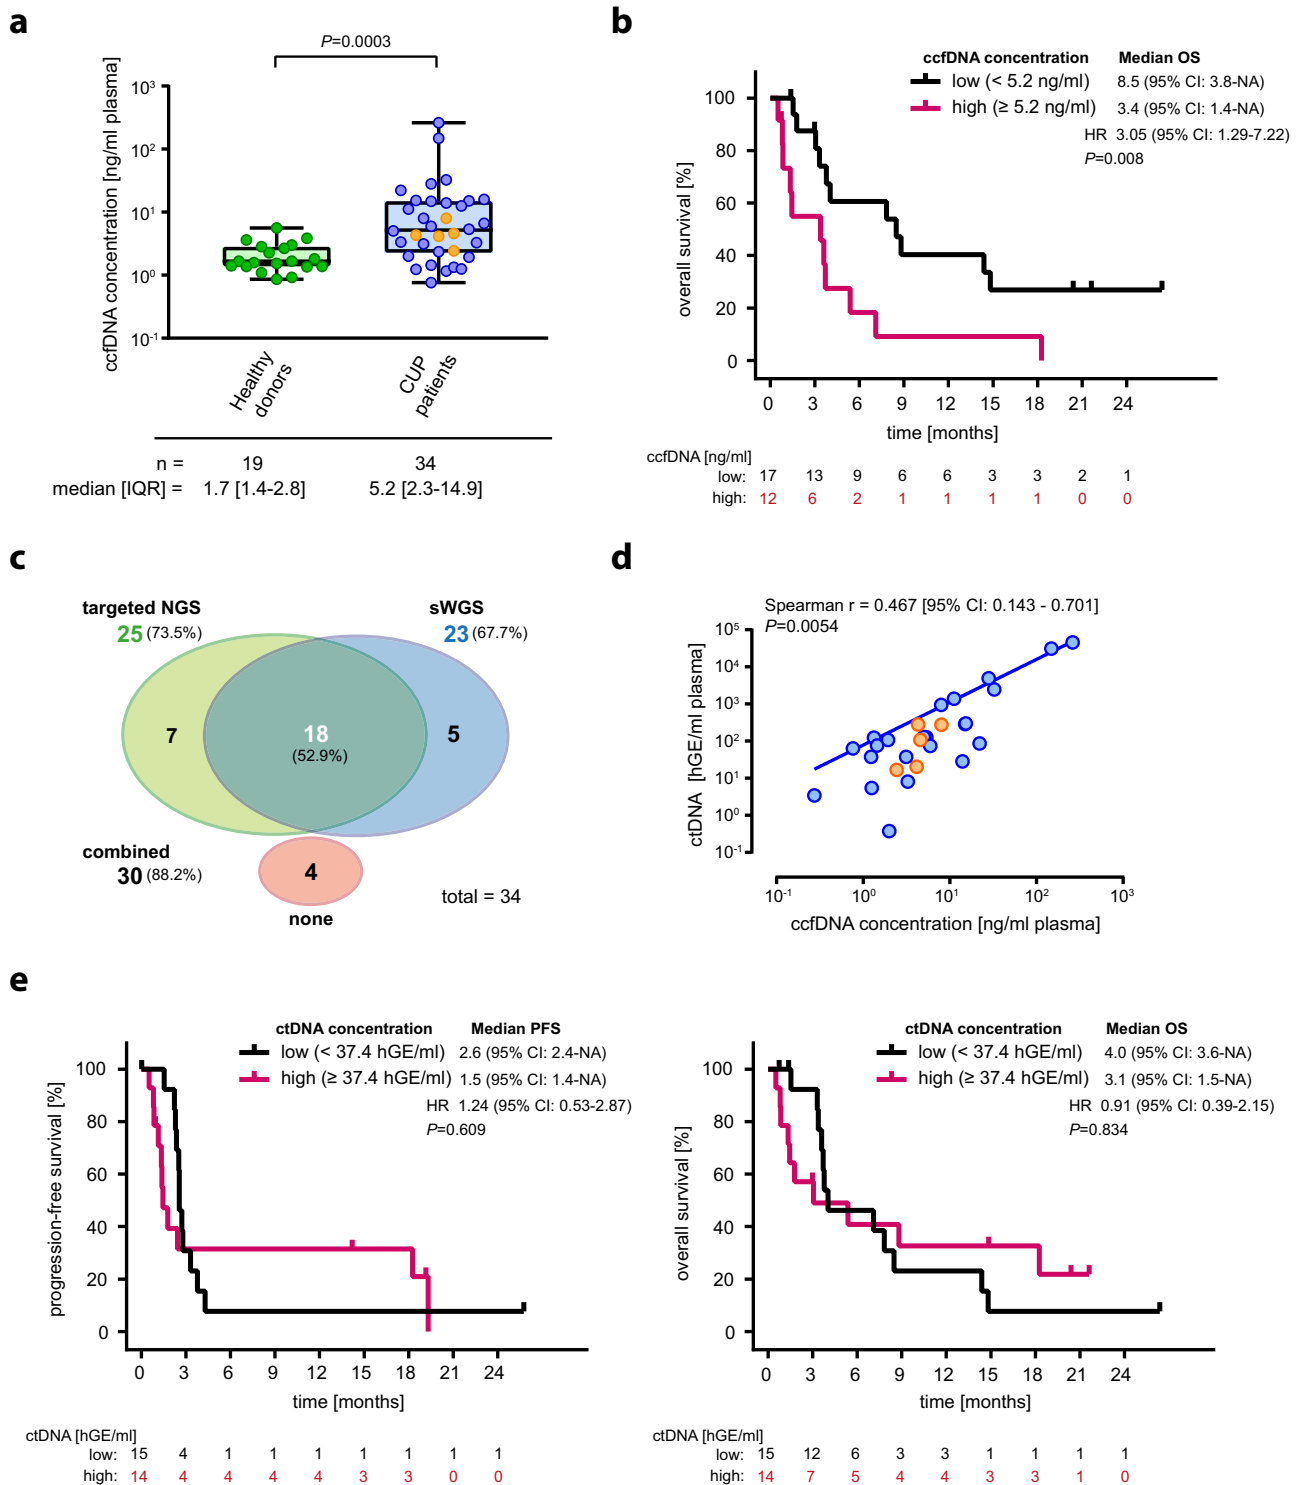 a
P=0.0003
ccfDNA concentration [ng/ml plasma]
10³
10²
10¹
10⁰
10⁻¹
Healthy donors
CUP patients
n = 19 34
median [IQR] = 1.7 [1.4-2.8] 5.2 [2.3-14.9]
b
ccfDNA concentration Median OS
low (< 5.2 ng/ml) 8.5 (95% CI: 3.8-NA)
high (≥ 5.2 ng/ml) 3.4 (95% CI: 1.4-NA)
HR 3.05 (95% CI: 1.29-7.22)
P=0.008
overall survival [%]
100
80
60
40
20
0
0 3 6 9 12 15 18 21 24
time [months]
ccfDNA [ng/ml]
low: 17 13 9 6 6 3 3 2 1
high: 12 6 2 1 1 1 1 0 0
c
targeted NGS sWGS
25 (73.5%) 23 (67.7%)
7 18 5
(52.9%)
combined
30 (88.2%)
4
none
total = 34
d
Spearman r = 0.467 [95% CI: 0.143 - 0.701]
P=0.0054
ctDNA [hGE/ml plasma]
10⁵
10⁴
10³
10²
10¹
10⁰
10⁻¹
10⁻¹ 10⁰ 10¹ 10² 10³
ccfDNA concentration [ng/ml plasma]
e
ctDNA concentration Median PFS
low (< 37.4 hGE/ml) 2.6 (95% CI: 2.4-NA)
high (≥ 37.4 hGE/ml) 1.5 (95% CI: 1.4-NA)
HR 1.24 (95% CI: 0.53-2.87)
P=0.609
progression-free survival [%]
100
80
60
40
20
0
0 3 6 9 12 15 18 21 24
time [months]
ctDNA [hGE/ml]
low: 15 4 1 1 1 1 1 1 1
high: 14 4 4 4 4 3 3 0 0
ctDNA concentration Median OS
low (< 37.4 hGE/ml) 4.0 (95% CI: 3.6-NA)
high (≥ 37.4 hGE/ml) 3.1 (95% CI: 1.5-NA)
HR 0.91 (95% CI: 0.39-2.15)
P=0.834
overall survival [%]
100
80
60
40
20
0
0 3 6 9 12 15 18 21 24
time [months]
ctDNA [hGE/ml]
low: 15 12 6 3 3 1 1 1 1
high: 14 7 5 4 4 3 3 1 0